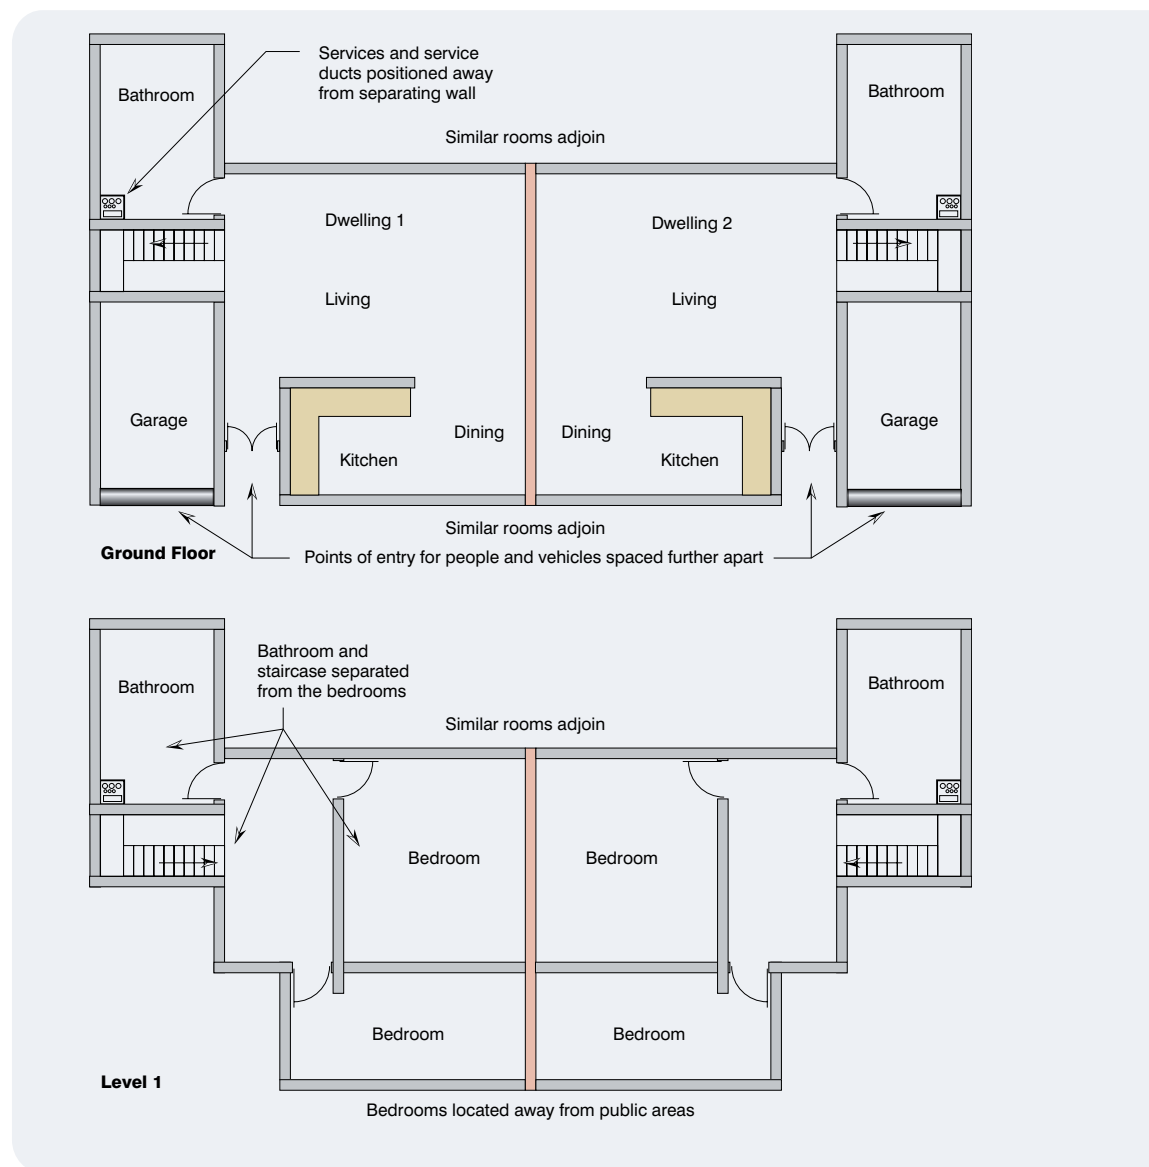 Services and service
ducts positioned away
from separating wall
Bathroom
Bathroom
Similar rooms adjoin
Dwelling 1
Dwelling 2
Living
Living
Garage
Dining
Dining
Garage
Kitchen
Kitchen
Similar rooms adjoin
Ground Floor
Points of entry for people and vehicles spaced further apart
Bathroom and
staircase separated
from the bedrooms
Bathroom
Bathroom
Similar rooms adjoin
Bedroom
Bedroom
Bedroom
Bedroom
Level 1
Bedrooms located away from public areas